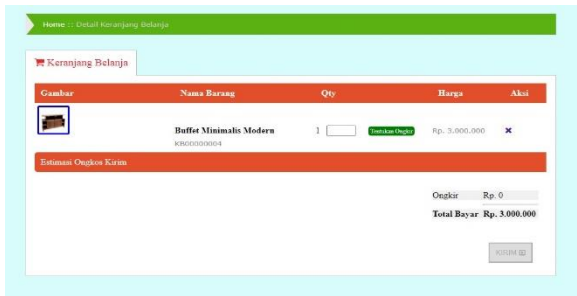 Home :: Detail Keranjang Belanja
Keranjang Belanja
Gambar Nama Barang Qty Harga Aksi
Buffet Minimalis Modern 1 Tentukan Ongkir Rp. 3.000.000
KB00000004
Estimasi Ongkos Kirim
Ongkir Rp. 0
Total Bayar Rp. 3.000.000
KIRIM